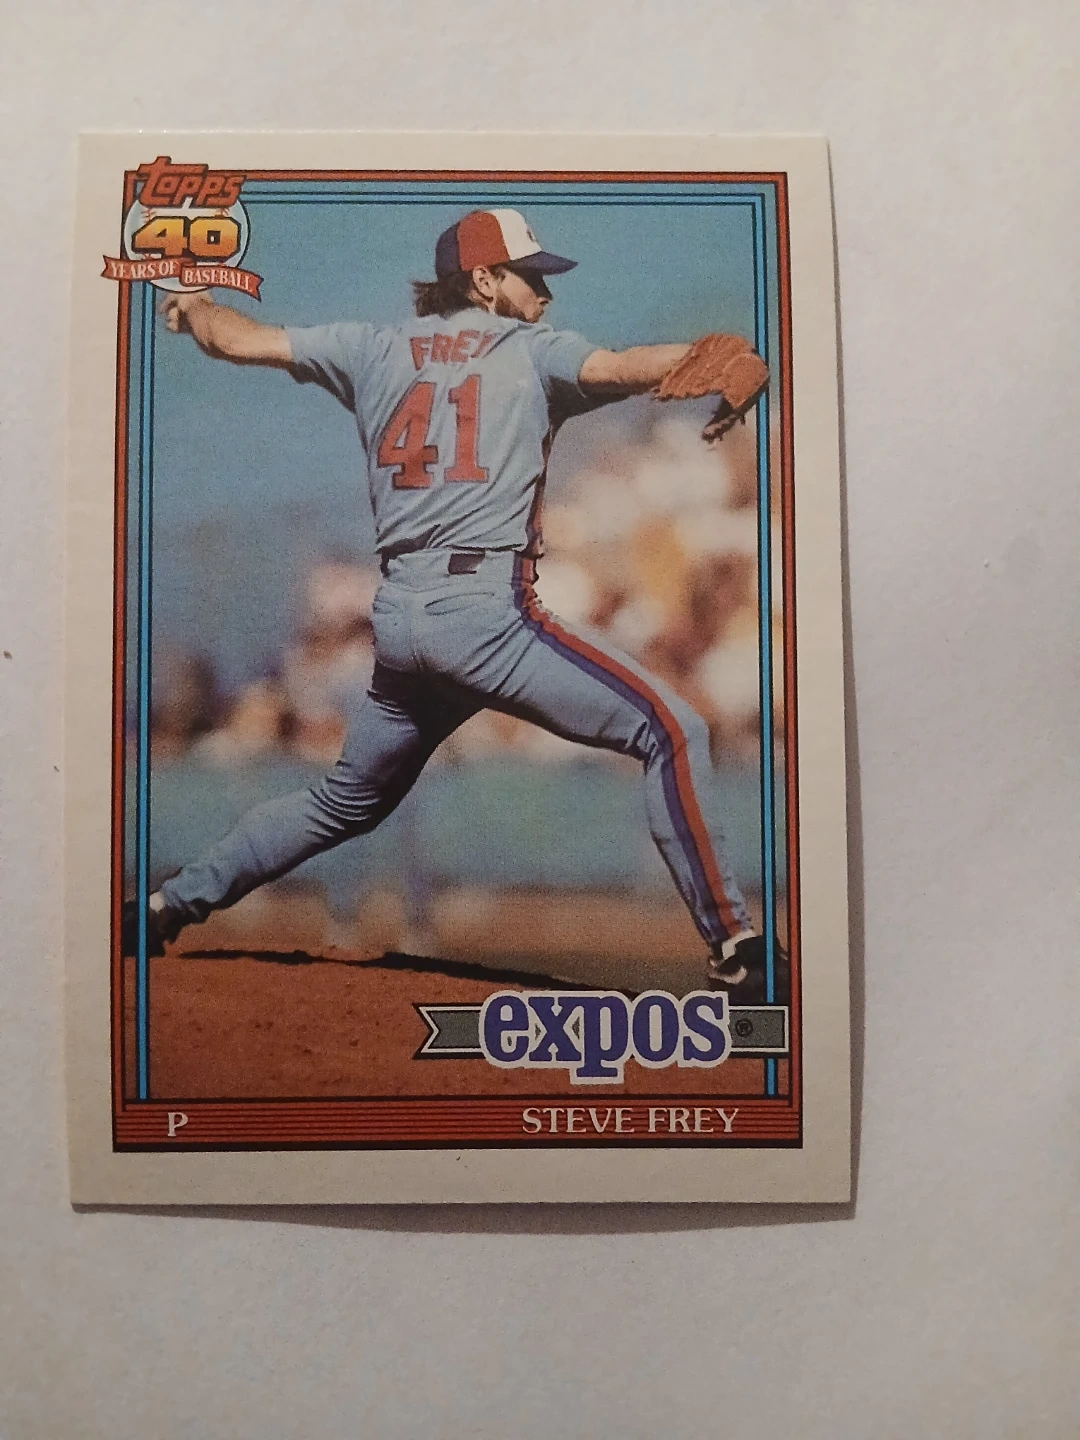 Topps
40
YEARS OF BASEBALL
FREY
41
expos®
P
STEVE FREY